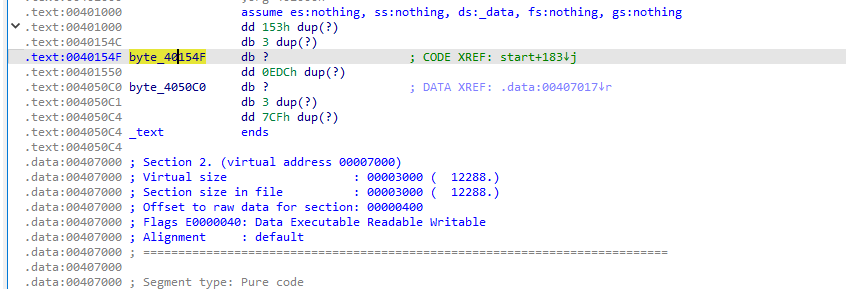 .text:00401000 assume es:nothing, ss:nothing, ds:_data, fs:nothing, gs:nothing
.text:00401000 dd 153h dup(?)
.text:0040154C db 3 dup(?)
.text:0040154F byte_40154F db ? ; CODE XREF: start+183↓j
.text:00401550 dd 0EDCh dup(?)
.text:004050C0 byte_4050C0 db ? ; DATA XREF: .data:00407017↓r
.text:004050C1 db 3 dup(?)
.text:004050C4 dd 7CFh dup(?)
.text:004050C4 _text ends
.text:004050C4
.data:00407000 ; Section 2. (virtual address 00007000)
.data:00407000 ; Virtual size : 00003000 ( 12288.)
.data:00407000 ; Section size in file : 00003000 ( 12288.)
.data:00407000 ; Offset to raw data for section: 00000400
.data:00407000 ; Flags E0000040: Data Executable Readable Writable
.data:00407000 ; Alignment : default
.data:00407000 ; ===========================================================================
.data:00407000
.data:00407000 ; Segment type: Pure code